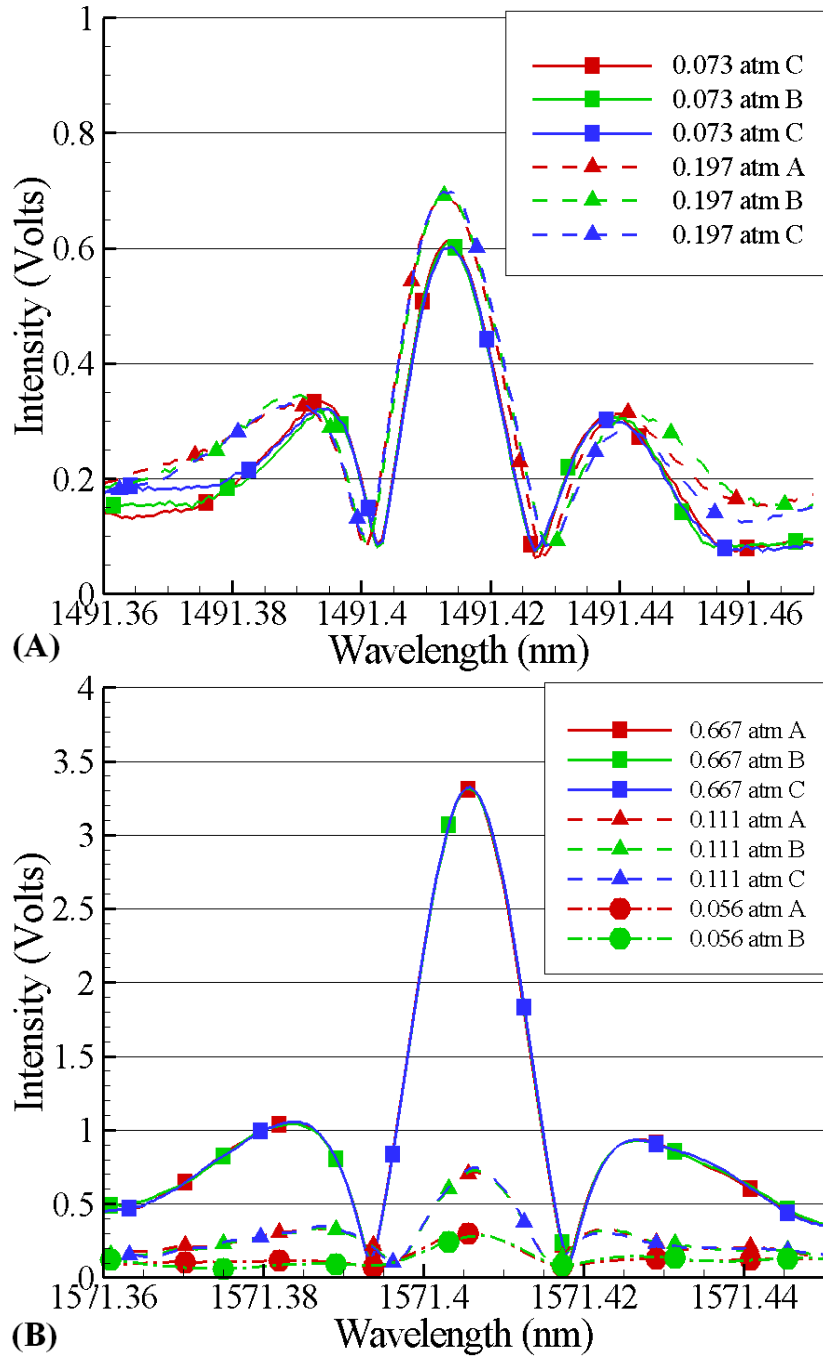 1
0.8
0.6
0.4
0.2
0
Intensity (Volts)
0.073 atm C
0.073 atm B
0.073 atm C
0.197 atm A
0.197 atm B
0.197 atm C
1491.36 1491.38 1491.4 1491.42 1491.44 1491.46
(A) Wavelength (nm)
4
3.5
3
2.5
2
1.5
1
0.5
0
Intensity (Volts)
0.667 atm A
0.667 atm B
0.667 atm C
0.111 atm A
0.111 atm B
0.111 atm C
0.056 atm A
0.056 atm B
1571.36 1571.38 1571.4 1571.42 1571.44
(B) Wavelength (nm)